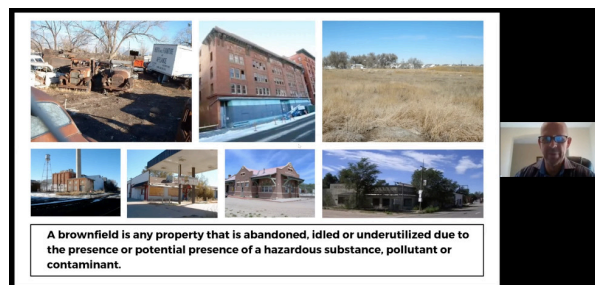 A brownfield is any property that is abandoned, idled or underutilized due to
the presence or potential presence of a hazardous substance, pollutant or
contaminant.